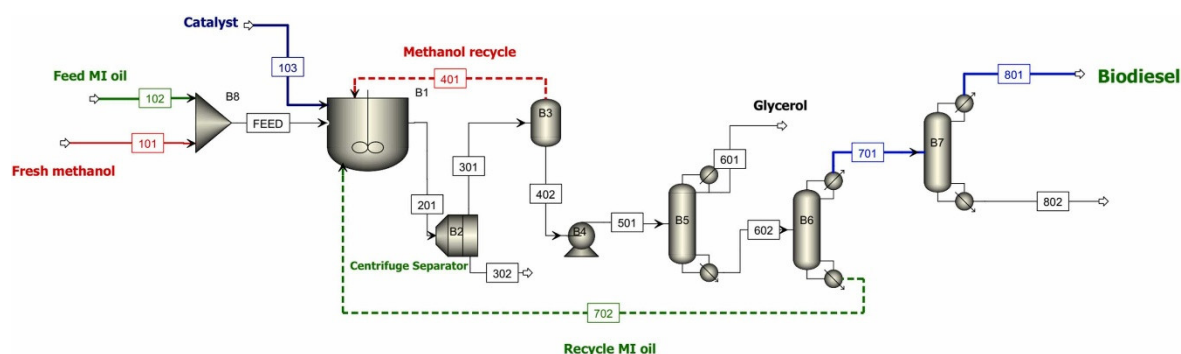 Catalyst
Methanol recycle
Feed MI oil
103
401
B1
801
Biodiesel
102
B8
Glycerol
FEED
B3
601
B7
101
301
701
Fresh methanol
201
402
B5
B6
802
B2
B4
501
602
Centrifuge Separator
302
702
Recycle MI oil